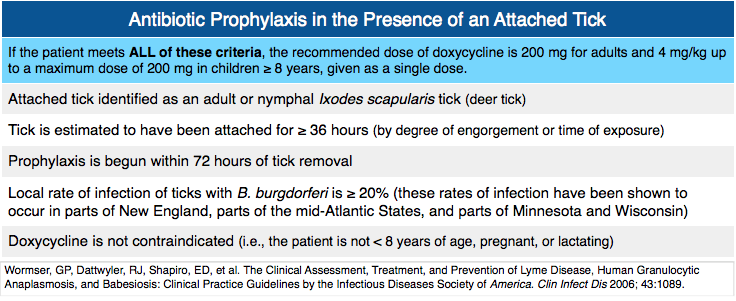 Antibiotic Prophylaxis in the Presence of an Attached Tick
If the patient meets ALL of these criteria, the recommended dose of doxycycline is 200 mg for adults and 4 mg/kg up
to a maximum dose of 200 mg in children ≥ 8 years, given as a single dose.
Attached tick identified as an adult or nymphal Ixodes scapularis tick (deer tick)
Tick is estimated to have been attached for ≥ 36 hours (by degree of engorgement or time of exposure)
Prophylaxis is begun within 72 hours of tick removal
Local rate of infection of ticks with B. burgdorferi is ≥ 20% (these rates of infection have been shown to
occur in parts of New England, parts of the mid-Atlantic States, and parts of Minnesota and Wisconsin)
Doxycycline is not contraindicated (i.e., the patient is not < 8 years of age, pregnant, or lactating)
Wormser, GP, Dattwyler, RJ, Shapiro, ED, et al. The Clinical Assessment, Treatment, and Prevention of Lyme Disease, Human Granulocytic
Anaplasmosis, and Babesiosis: Clinical Practice Guidelines by the Infectious Diseases Society of America. Clin Infect Dis 2006; 43:1089.